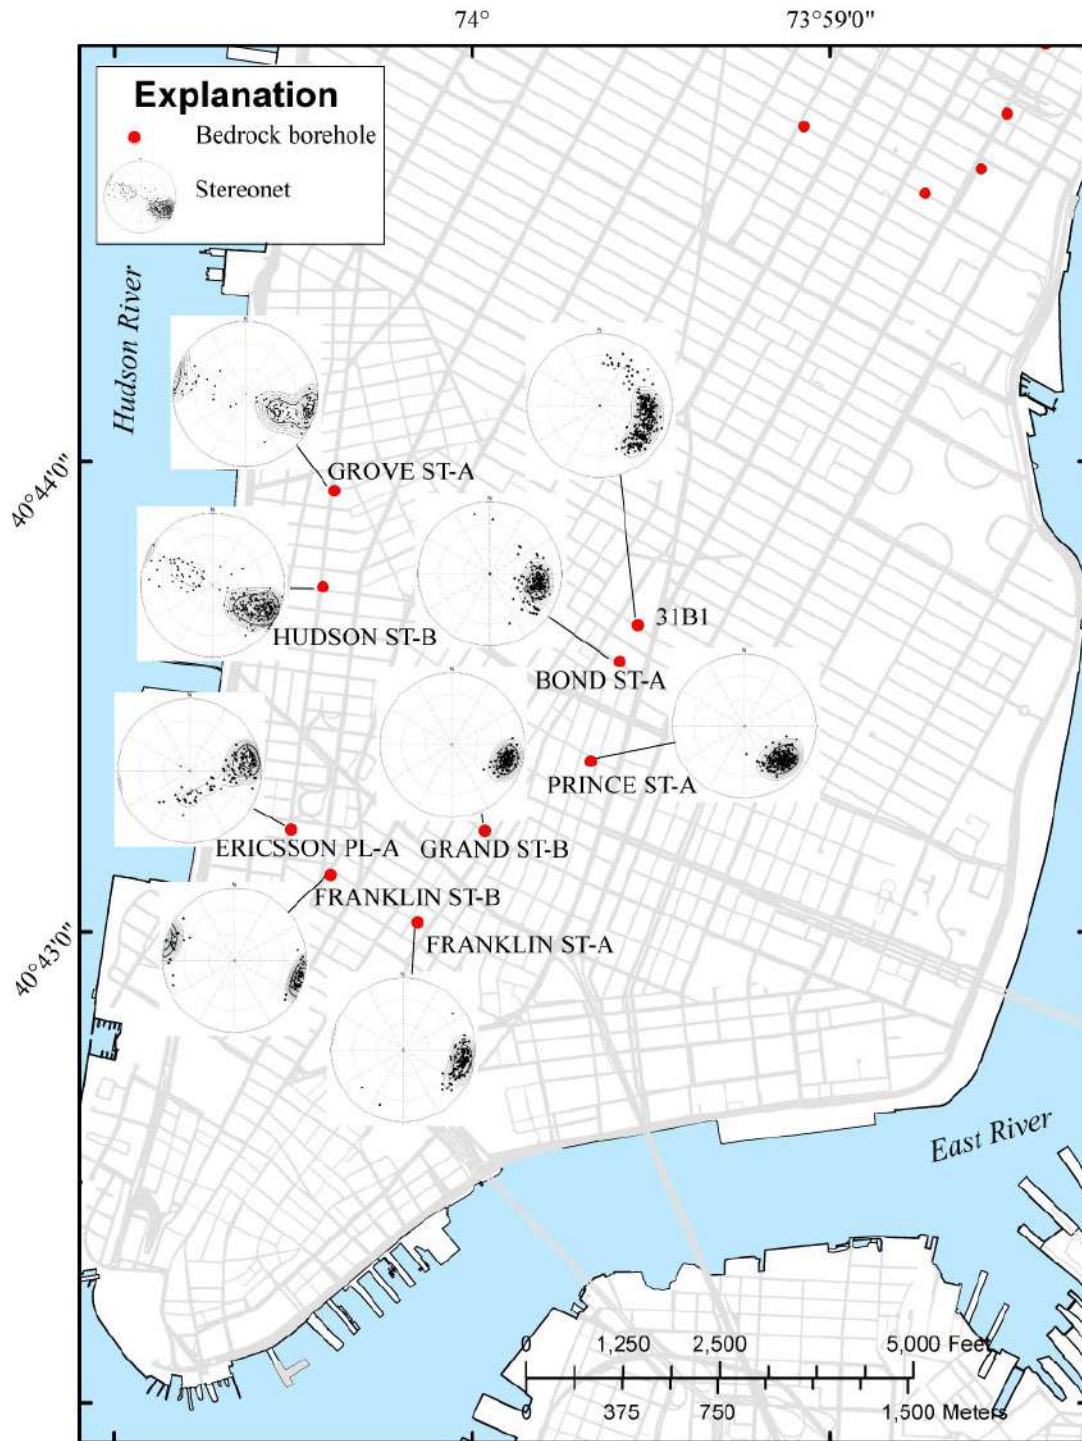 74°
73°59'0"
Explanation
Bedrock borehole
Stereonet
Hudson River
40°44'0"
GROVE ST-A
HUDSON ST-B
31B1
BOND ST-A
PRINCE ST-A
ERICSSON PL-A
GRAND ST-B
FRANKLIN ST-B
FRANKLIN ST-A
40°43'0"
East River
0 1,250 2,500 5,000 Feet
0 375 750 1,500 Meters